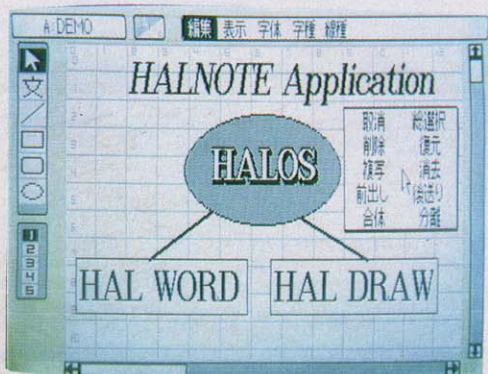 A:DEMO 編集 表示 字体 字種 線種
HALNOTE Application
文
HALOS
取消 総選択
削除 復元
複写 消去
前出し 後送り
合体 分離
1
2
3
4
5
HAL WORD HAL DRAW